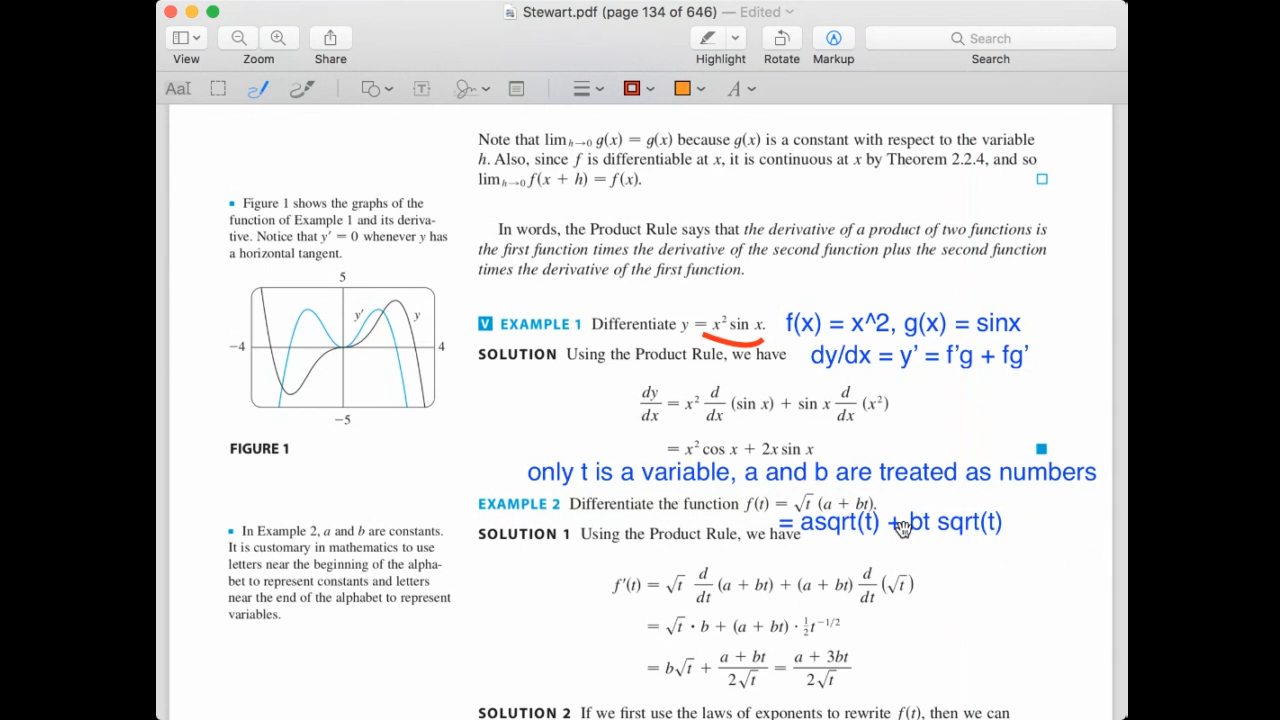 Stewart.pdf (page 134 of 646) — Edited
View
Zoom
Share
Highlight
Rotate
Markup
Search
Search
AaI
T
A
Note that lim h→0 g(x) = g(x) because g(x) is a constant with respect to the variable
h. Also, since f is differentiable at x, it is continuous at x by Theorem 2.2.4, and so
lim h→0 f(x + h) = f(x).
In words, the Product Rule says that the derivative of a product of two functions is
the first function times the derivative of the second function plus the second function
times the derivative of the first function.
Figure 1 shows the graphs of the
function of Example 1 and its deriva-
tive. Notice that y′ = 0 whenever y has
a horizontal tangent.
5
y′
y
−4
4
−5
FIGURE 1
V EXAMPLE 1 Differentiate y = x² sin x.
f(x) = x^2, g(x) = sinx
SOLUTION Using the Product Rule, we have
dy/dx = y’ = f’g + fg’
dy/dx = x² d/dx (sin x) + sin x d/dx (x²)
= x² cos x + 2x sin x
only t is a variable, a and b are treated as numbers
EXAMPLE 2 Differentiate the function f(t) = √t (a + bt).
= asqrt(t) + bt sqrt(t)
In Example 2, a and b are constants.
It is customary in mathematics to use
letters near the beginning of the alpha-
bet to represent constants and letters
near the end of the alphabet to represent
variables.
SOLUTION 1 Using the Product Rule, we have
f′(t) = √t d/dt (a + bt) + (a + bt) d/dt (√t)
= √t · b + (a + bt) · ½t⁻¹/²
= b√t + (a + bt)/(2√t) = (a + 3bt)/(2√t)
SOLUTION 2 If we first use the laws of exponents to rewrite f(t), then we can